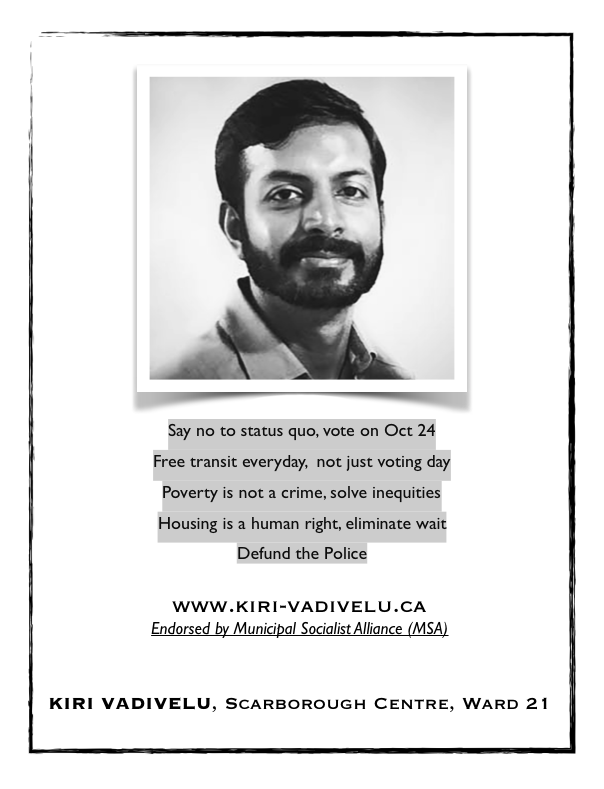 Say no to status quo, vote on Oct 24
Free transit everyday,  not just voting day
Poverty is not a crime, solve inequities
Housing is a human right, eliminate wait
Defund the Police
WWW.KIRI-VADIVELU.CA
Endorsed by Municipal Socialist Alliance (MSA)
KIRI VADIVELU, SCARBOROUGH CENTRE, WARD 21